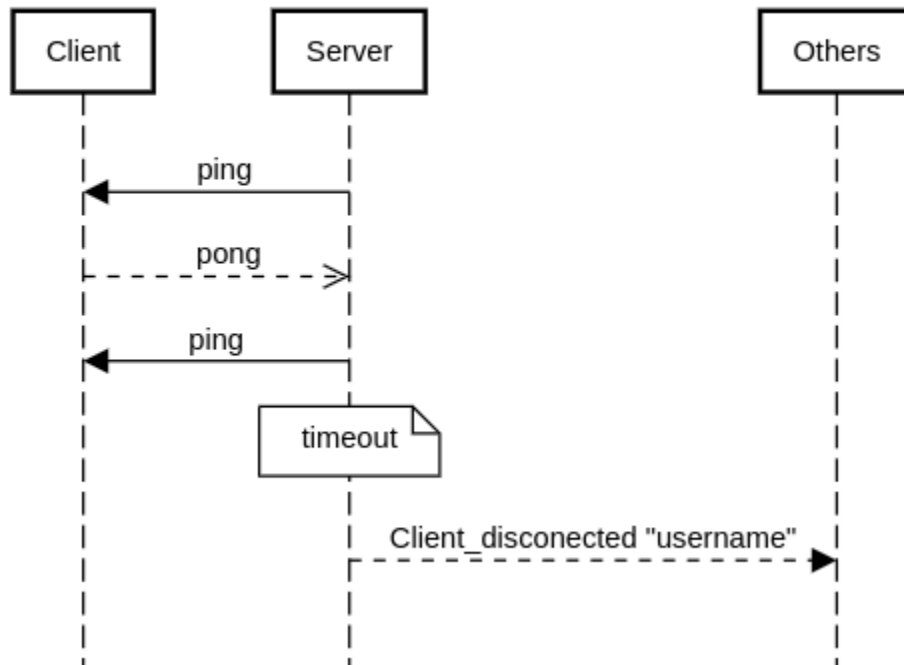 Client
Server
Others
ping
pong
ping
timeout
Client_disconected "username"